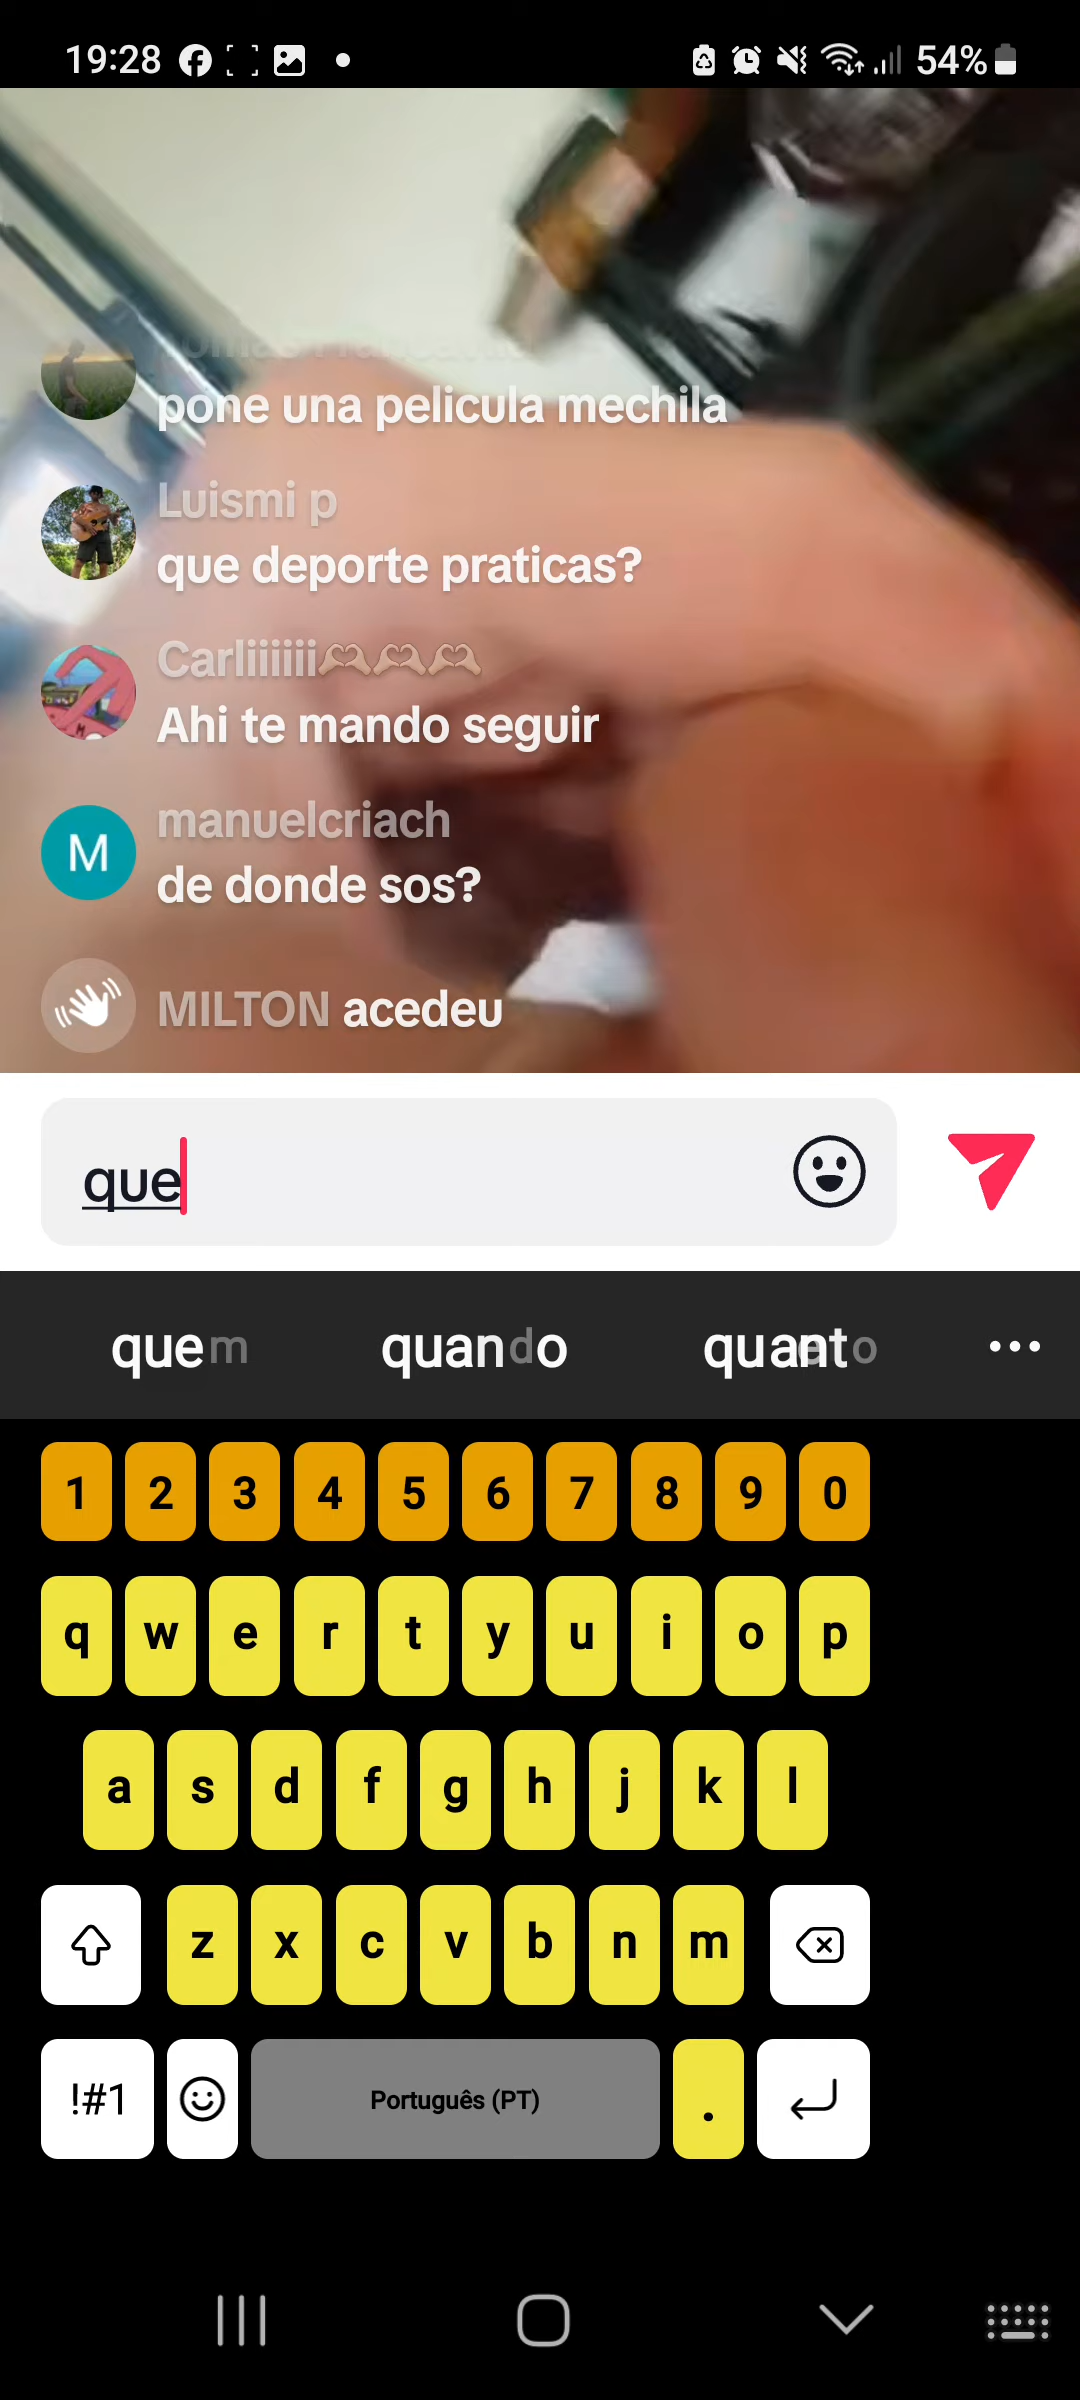 19:28 54%
pone una pelicula mechila
Luismi p
que deporte praticas?
Carliiiiii🫶🫶🫶
Ahi te mando seguir
M
manuelcriach
de donde sos?
MILTON acedeu
que
quem quando quanto
1 2 3 4 5 6 7 8 9 0
q w e r t y u i o p
a s d f g h j k l
z x c v b n m
!#1 Português (PT) .